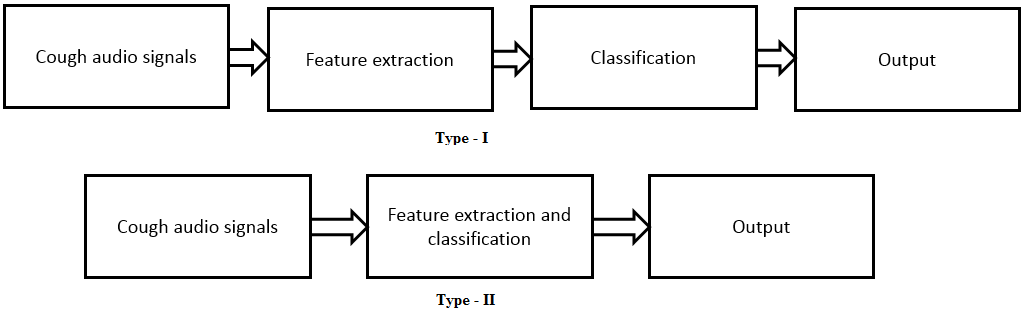 Cough audio signals
Feature extraction
Classification
Output
Type - I
Cough audio signals
Feature extraction and
classification
Output
Type - II